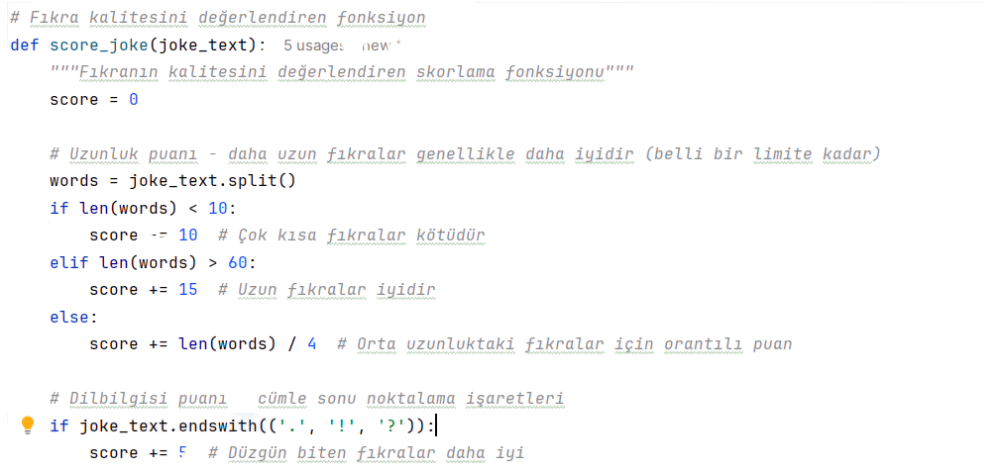 # Fıkra kalitesini değerlendiren fonksiyon
def score_joke(joke_text): 5 usages new *
    """Fıkranın kalitesini değerlendiren skorlama fonksiyonu"""
    score = 0
    # Uzunluk puanı - daha uzun fıkralar genellikle daha iyidir (belli bir limite kadar)
    words = joke_text.split()
    if len(words) < 10:
        score -= 10  # Çok kısa fıkralar kötüdür
    elif len(words) > 60:
        score += 15  # Uzun fıkralar iyidir
    else:
        score += len(words) / 4  # Orta uzunluktaki fıkralar için orantılı puan
    # Dilbilgisi puanı   cümle sonu noktalama işaretleri
    if joke_text.endswith(('.', '!', '?')):
        score += 5  # Düzgün biten fıkralar daha iyi